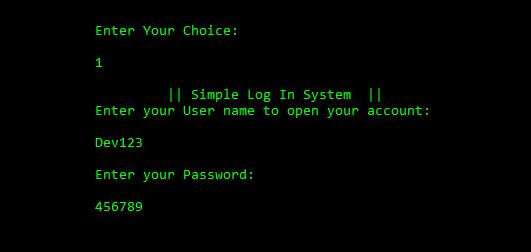 Enter Your Choice:
1
|| Simple Log In System  ||
Enter your User name to open your account:
Dev123
Enter your Password:
456789